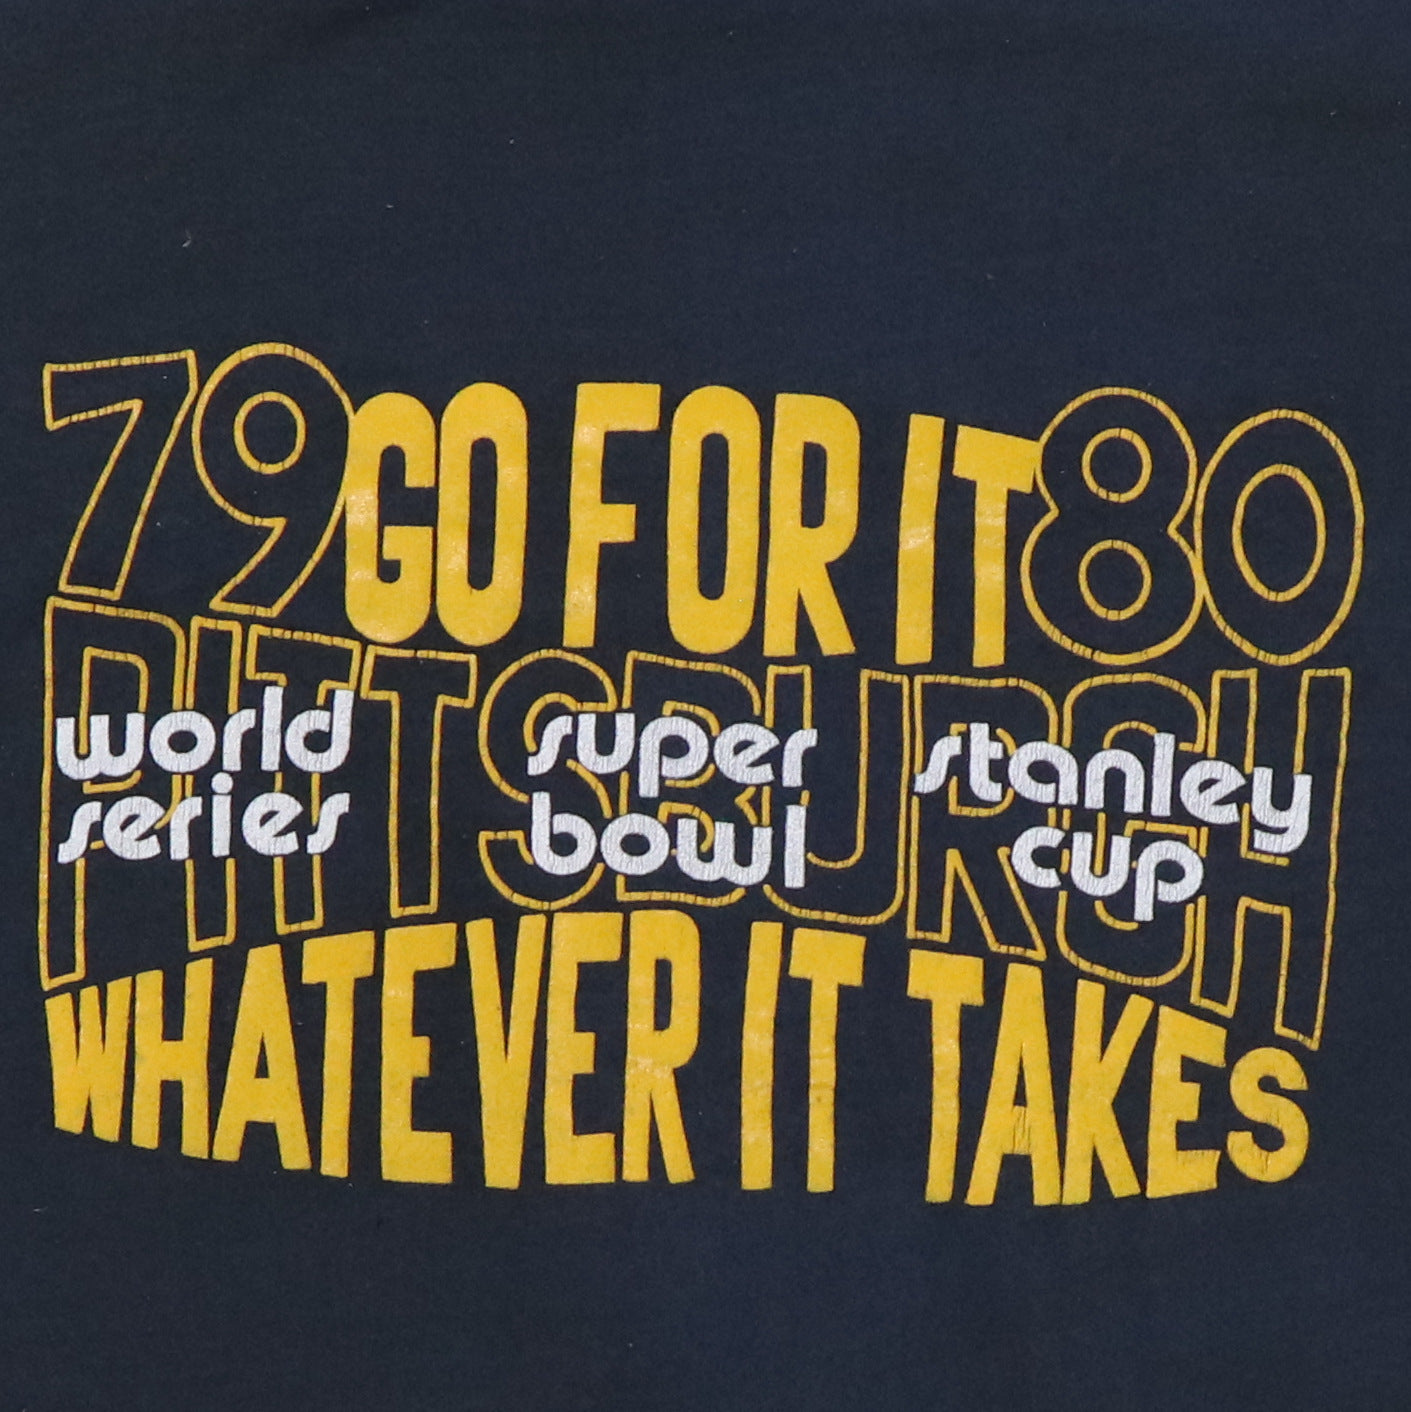 79 GO FOR IT 80
PITTSBURGH
world super stanley
series bowl cup
WHATEVER IT TAKES